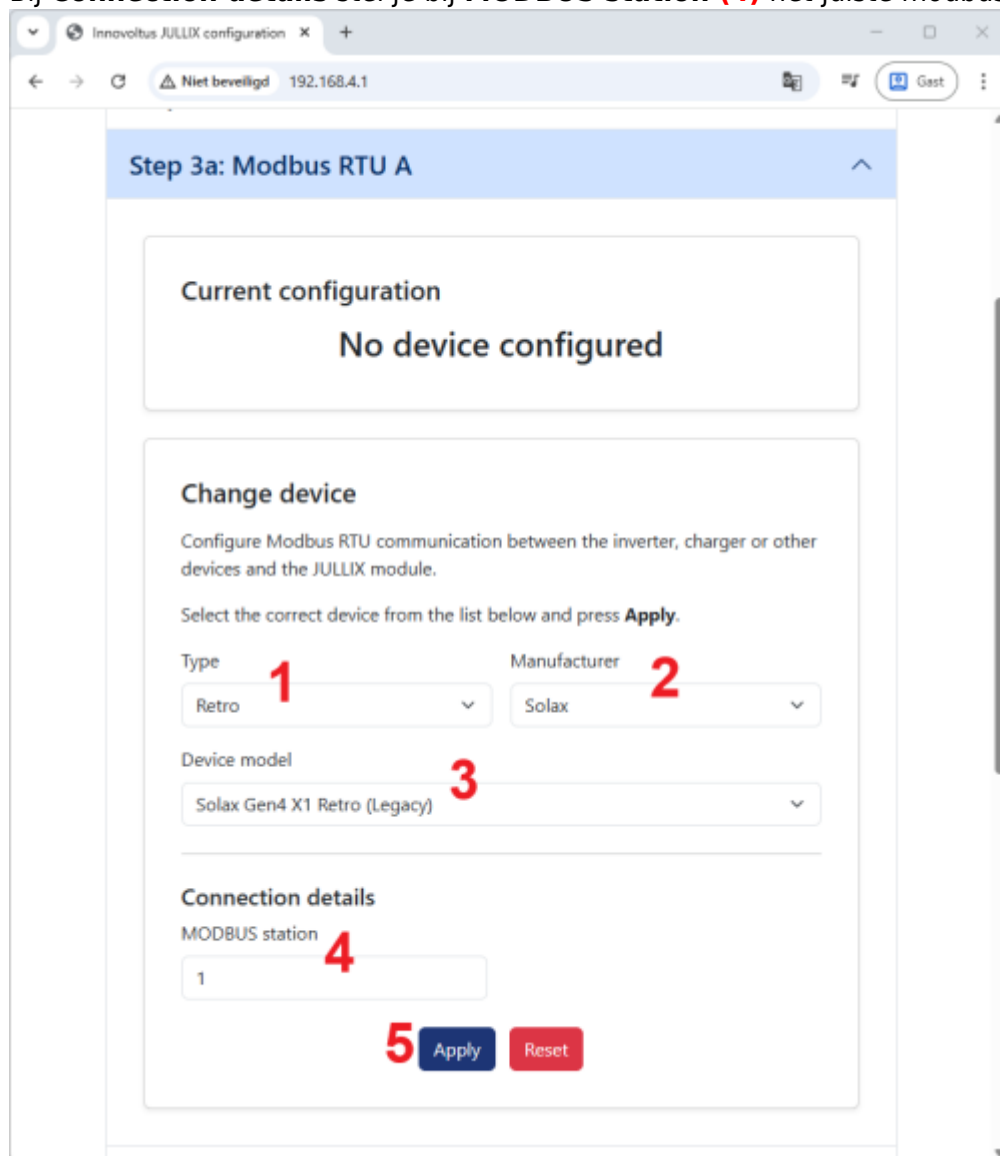 Innovoltus JULLIX configuration
Niet beveiligd 192.168.4.1
Gast
Step 3a: Modbus RTU A
Current configuration
No device configured
Change device
Configure Modbus RTU communication between the inverter, charger or other
devices and the JULLIX module.
Select the correct device from the list below and press Apply.
Type 1 Manufacturer 2
Retro Solax
Device model 3
Solax Gen4 X1 Retro (Legacy)
Connection details
MODBUS station 4
1
5 Apply Reset